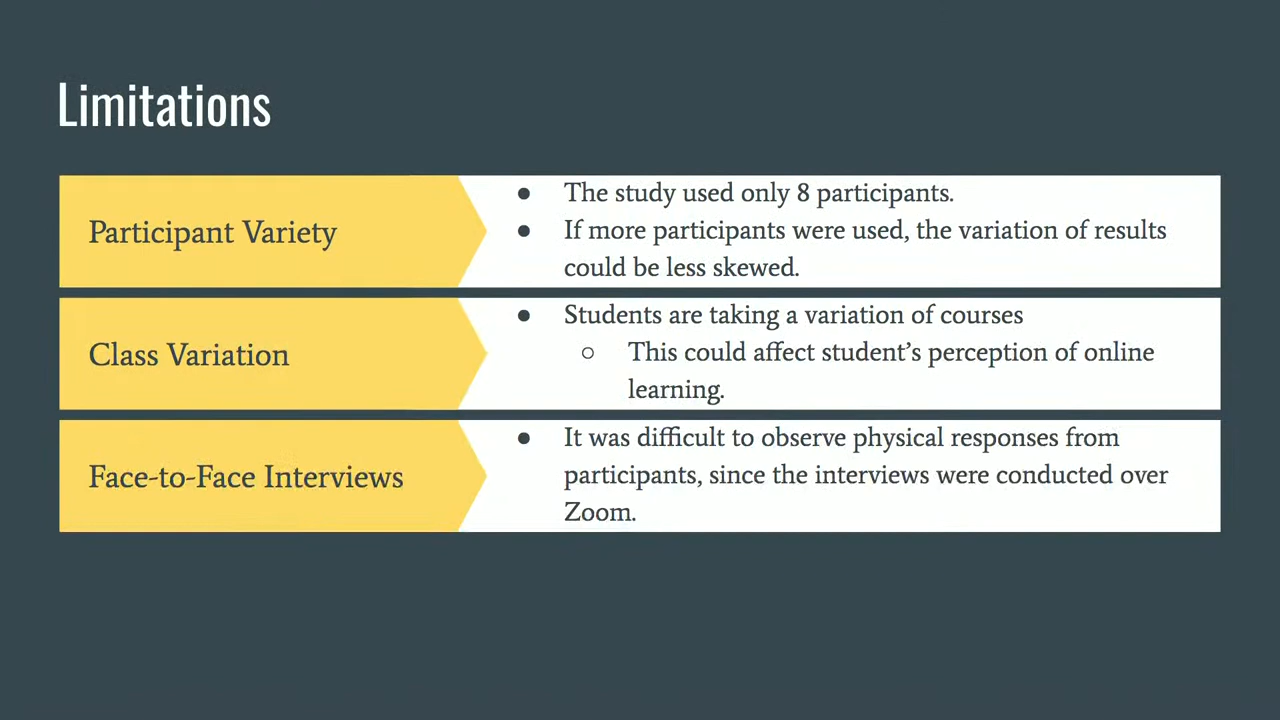 Limitations
Participant Variety
● The study used only 8 participants.
● If more participants were used, the variation of results
could be less skewed.
Class Variation
● Students are taking a variation of courses
○ This could affect student’s perception of online
learning.
Face-to-Face Interviews
● It was difficult to observe physical responses from
participants, since the interviews were conducted over
Zoom.